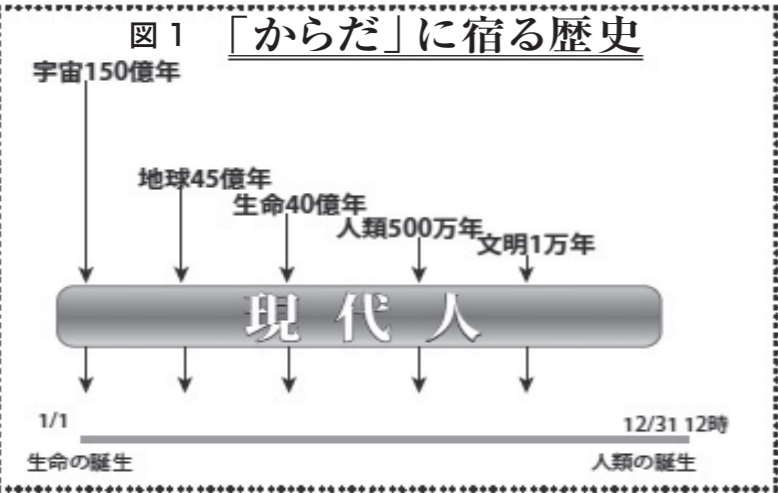 図1 「からだ」に宿る歴史
宇宙150億年
地球45億年
生命40億年
人類500万年
文明1万年
現代人
1/1
12/31 12時
生命の誕生
人類の誕生